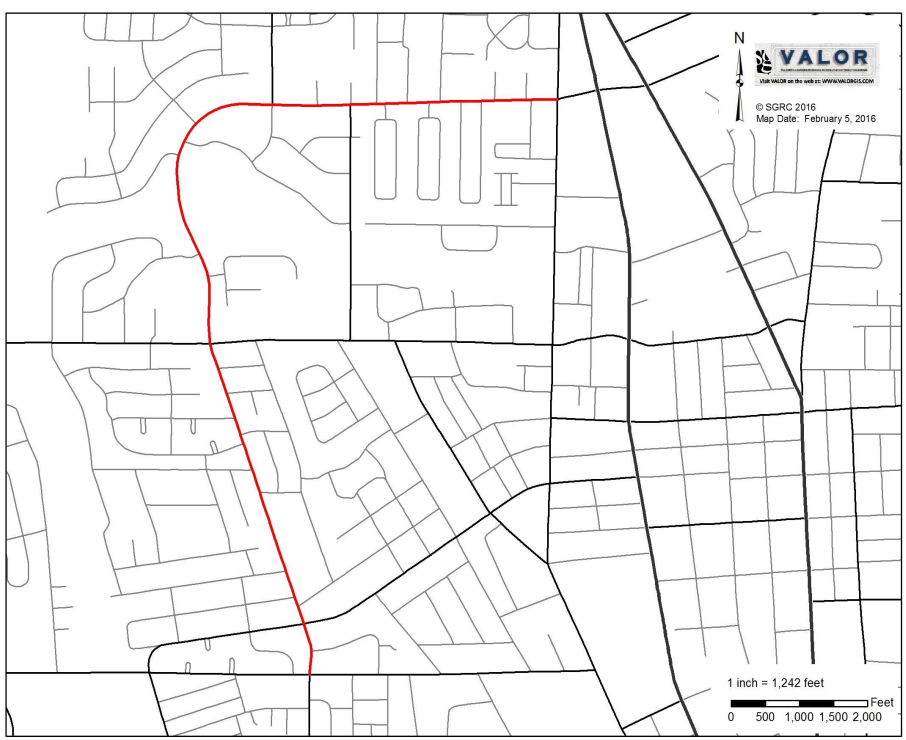 N
VALOR
Visit VALOR on the web at: WWW.VALORGIS.COM
© SGRC 2016
Map Date: February 5, 2016
1 inch = 1,242 feet
Feet
0 500 1,000 1,500 2,000